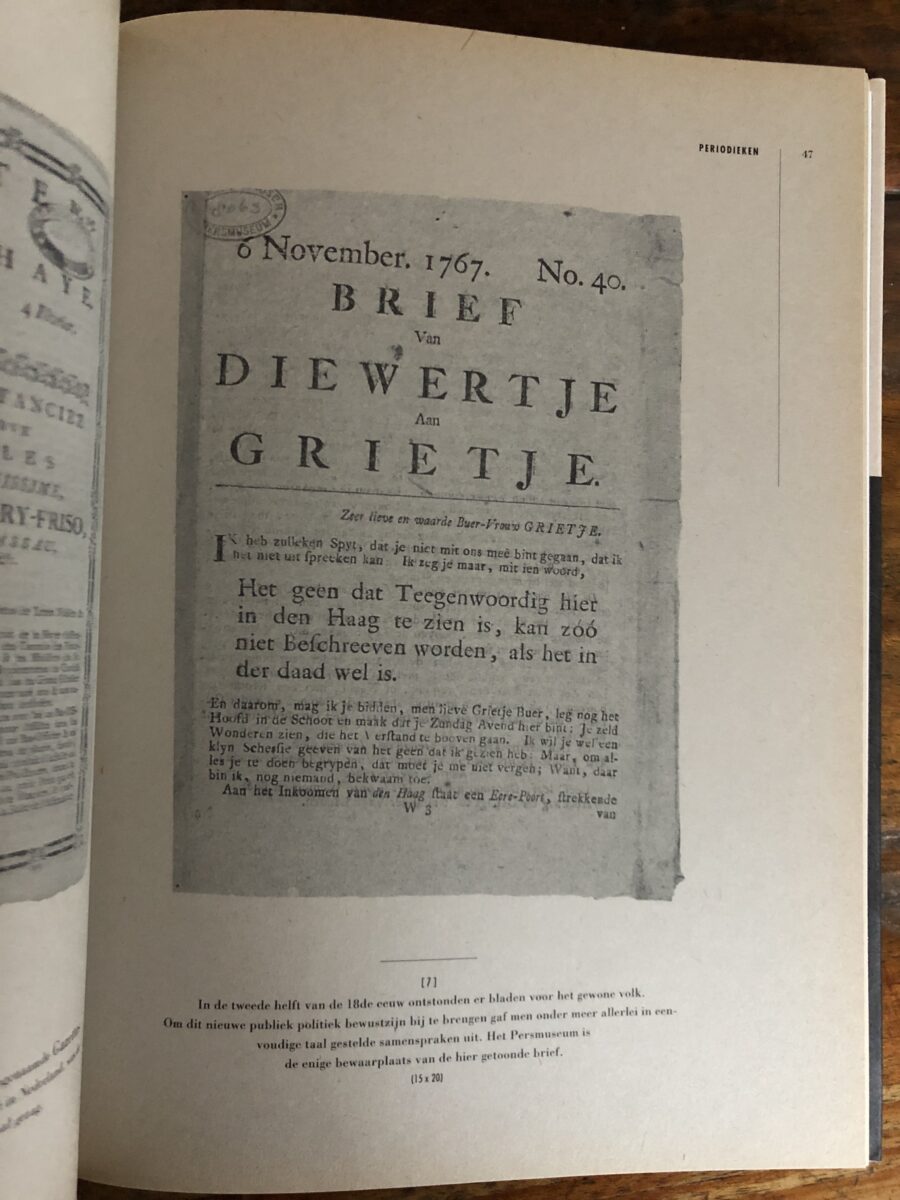 PERIODIEKEN 47
PERSMUSEUM
6 November. 1767. No. 40.
BRIEF
Van
DIEWERTJE
Aan
GRIETJE.
Zeer lieve en waarde Buer-Vrouw GRIETJE.
IK heb zulleken Spyt, dat je niet mit ons meê bint gegaan, dat ik
het niet uit spreeken kan. Ik zeg je maar, mit ien woord,
Het geen dat Teegenwoordig hier
in den Haag te zien is, kan zóó
niet Beschreeven worden, als het in
der daad wel is.
En daarom, mag ik je bidden, men lieve Grietje Buer, leg nog het
Hoofd in de Schoot en maak dat je Zundag Avend hier bint: Je zeld
Wonderen zien, die het Verstand te booven gaan. Ik wil je wel een
klyn Schessie geeven van het geen dat ik gezien heb: Maar, om al-
les je te doen begrypen, dat moet je me niet vergen; Want, daar
bin ik, nog niemand, bekwaam toe.
Aan het Inkoomen van den Haag staat een Eere-Poort, strekkende
W 3 van
[7]
In de tweede helft van de 18de eeuw ontstonden er bladen voor het gewone volk.
Om dit nieuwe publiek politiek bewustzijn bij te brengen gaf men onder meer allerlei in een-
voudige taal gestelde samenspraken uit. Het Persmuseum is
de enige bewaarplaats van de hier getoonde brief.
(15 x 20)
HAYE
RY-FRISO,